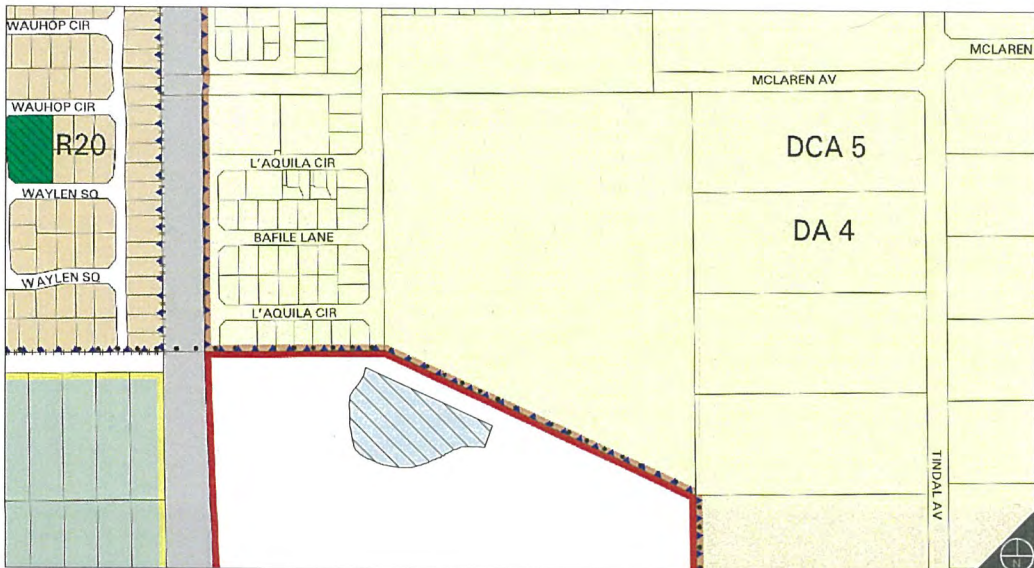 WAUHOP CIR
MCLAREN
MCLAREN AV
WAUHOP CIR
R20
DCA 5
L'AQUILA CIR
WAYLEN SQ
DA 4
BAFILE LANE
WAYLEN SQ
L'AQUILA CIR
TINDAL AV
N